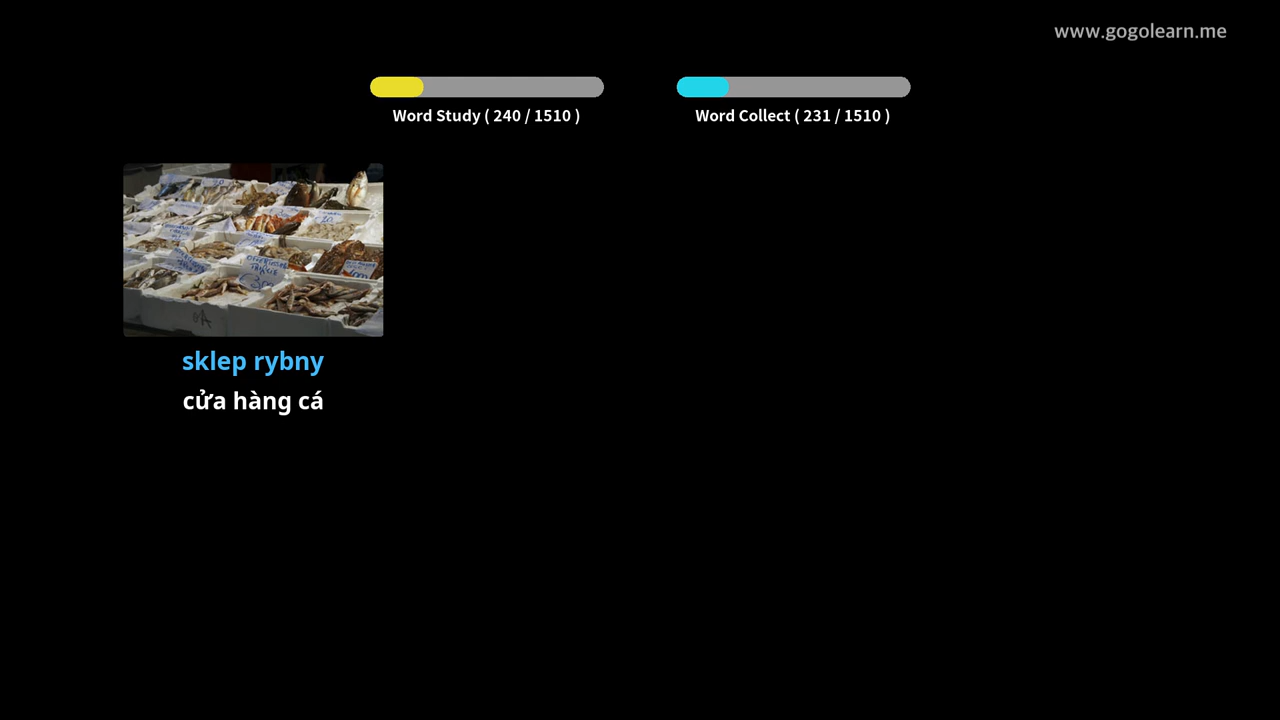 www.gogolearn.me
Word Study ( 240 / 1510 )
Word Collect ( 231 / 1510 )
sklep rybny
cửa hàng cá